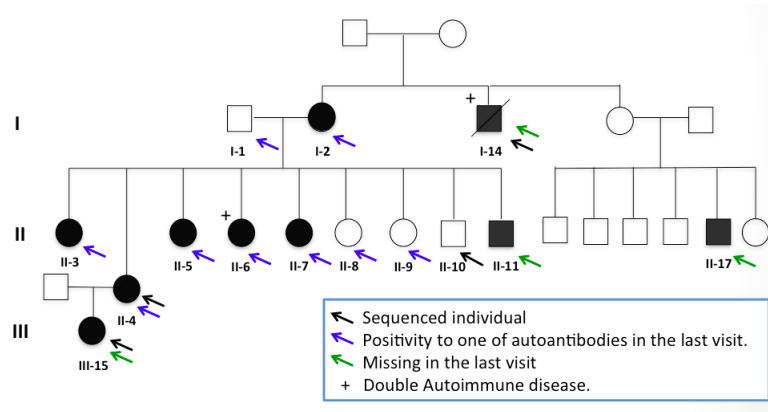 +
I
I-1
I-2
I-14
+
II
II-3
II-5
II-6
II-7
II-8
II-9
II-10
II-11
II-17
II-4
III
III-15
Sequenced individual
Positivity to one of autoantibodies in the last visit.
Missing in the last visit
+ Double Autoimmune disease.